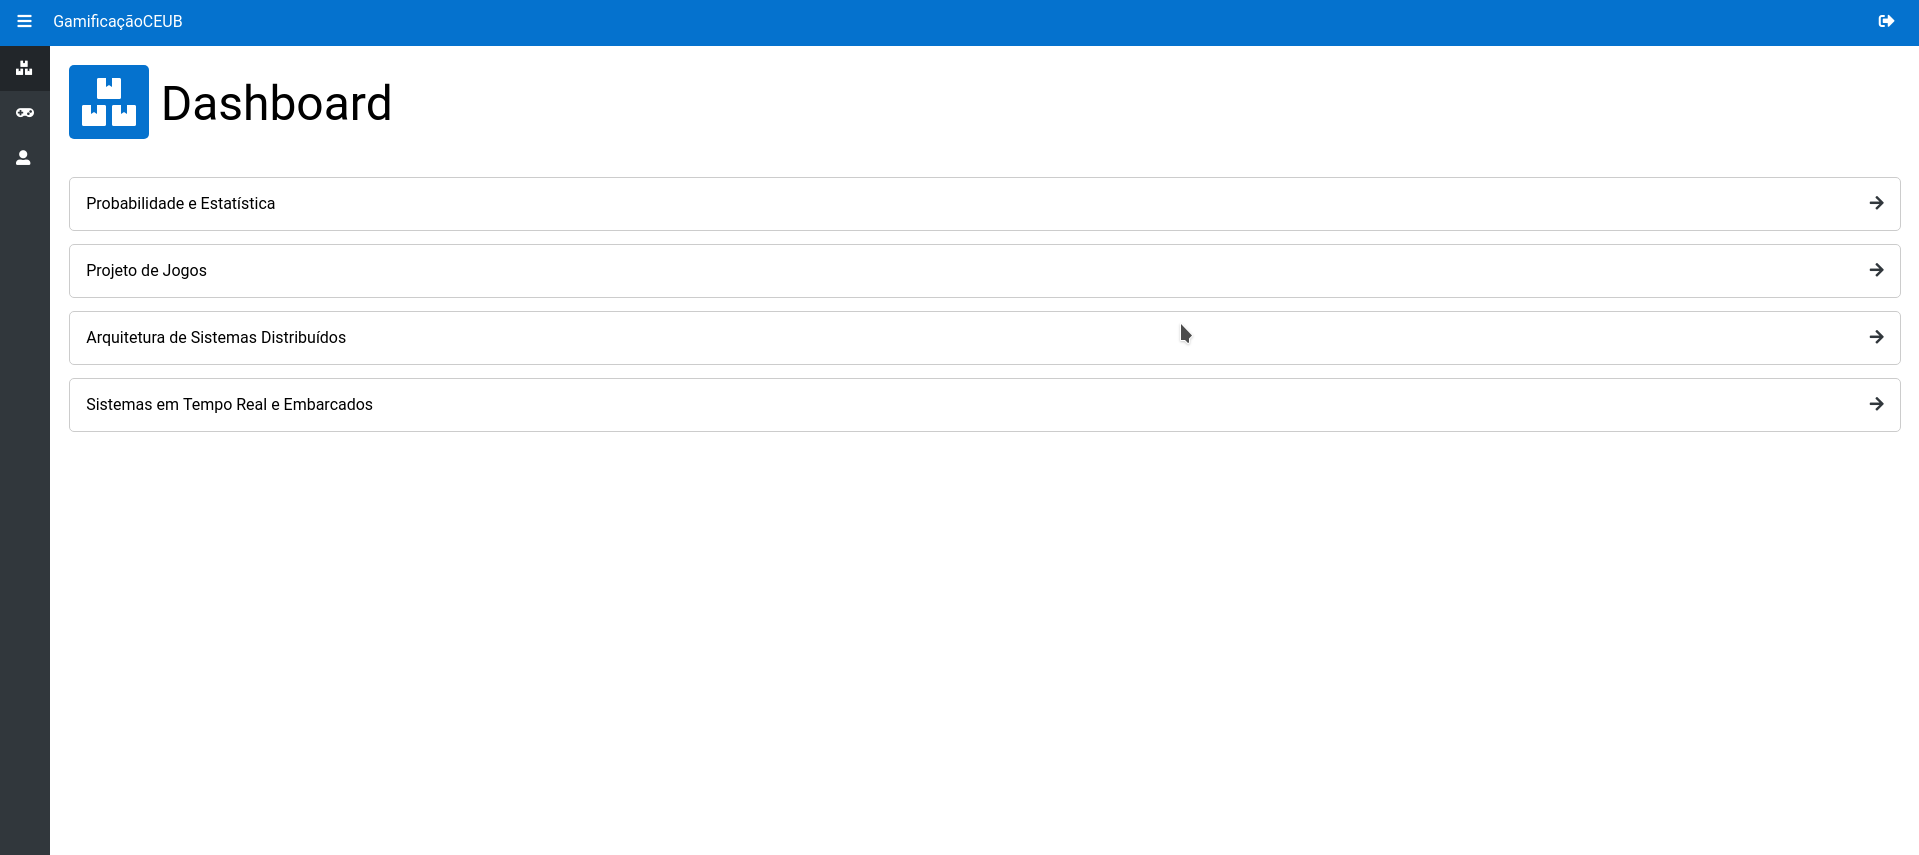 GamificaçãoCEUB
Dashboard
Probabilidade e Estatística
Projeto de Jogos
Arquitetura de Sistemas Distribuídos
Sistemas em Tempo Real e Embarcados